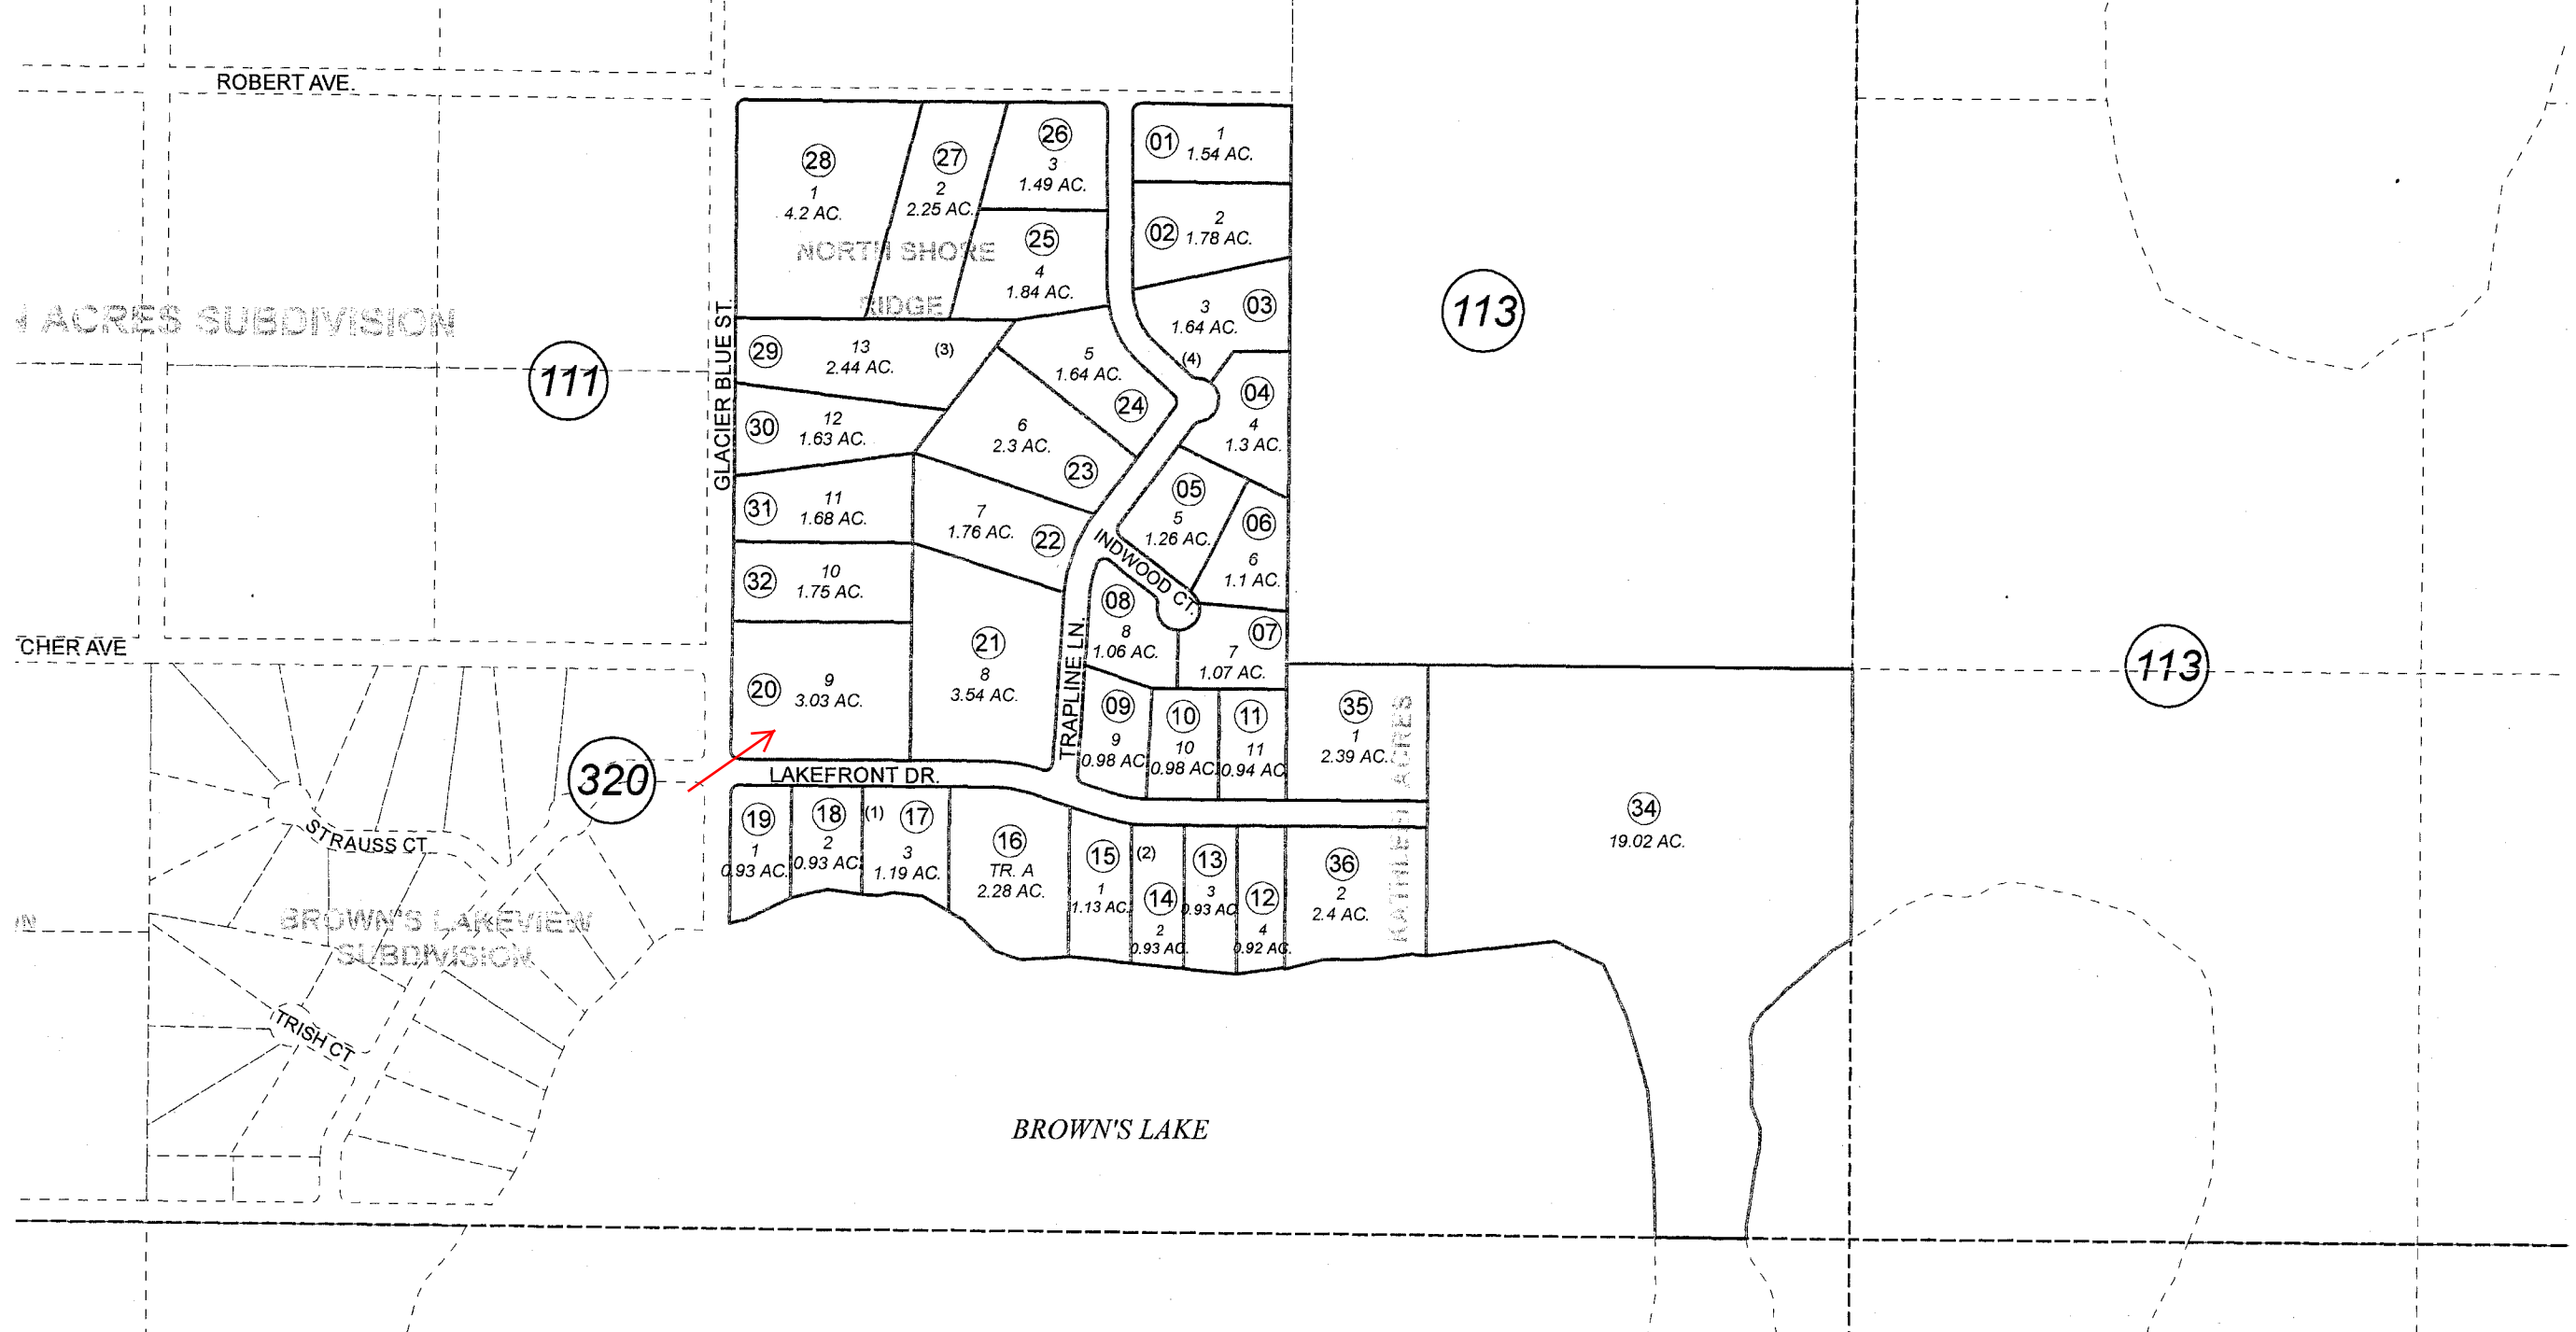 ROBERT AVE.
28
1
4.2 AC.
27
2
2.25 AC.
26
3
1.49 AC.
01
1
1.54 AC.
02
2
1.78 AC.
25
4
1.84 AC.
NORTH SHORE
RIDGE
03
3
1.64 AC.
(4)
113
ACRES SUBDIVISION
111
GLACIER BLUE ST.
29
13
2.44 AC.
(3)
5
1.64 AC.
24
04
4
1.3 AC.
30
12
1.63 AC.
6
2.3 AC.
23
31
11
1.68 AC.
7
1.76 AC.
22
05
5
1.26 AC.
06
6
1.1 AC.
INDWOOD CT.
32
10
1.75 AC.
08
8
1.06 AC.
07
7
1.07 AC.
CHER AVE
21
8
3.54 AC.
TRAPLINE LN.
113
20
9
3.03 AC.
09
9
0.98 AC
10
10
0.98 AC
11
11
0.94 AC
35
1
2.39 AC.
KATHLEEN ACRES
320
LAKEFRONT DR.
34
19.02 AC.
STRAUSS CT
19
1
0.93 AC.
18
2
0.93 AC
(1)
17
3
1.19 AC.
16
TR. A
2.28 AC.
15
1
1.13 AC.
(2)
14
2
0.93 AC.
13
3
0.93 AC
12
4
0.92 AC.
36
2
2.4 AC.
BROWN'S LAKEVIEW
SUBDIVISION
TRISH CT
BROWN'S LAKE